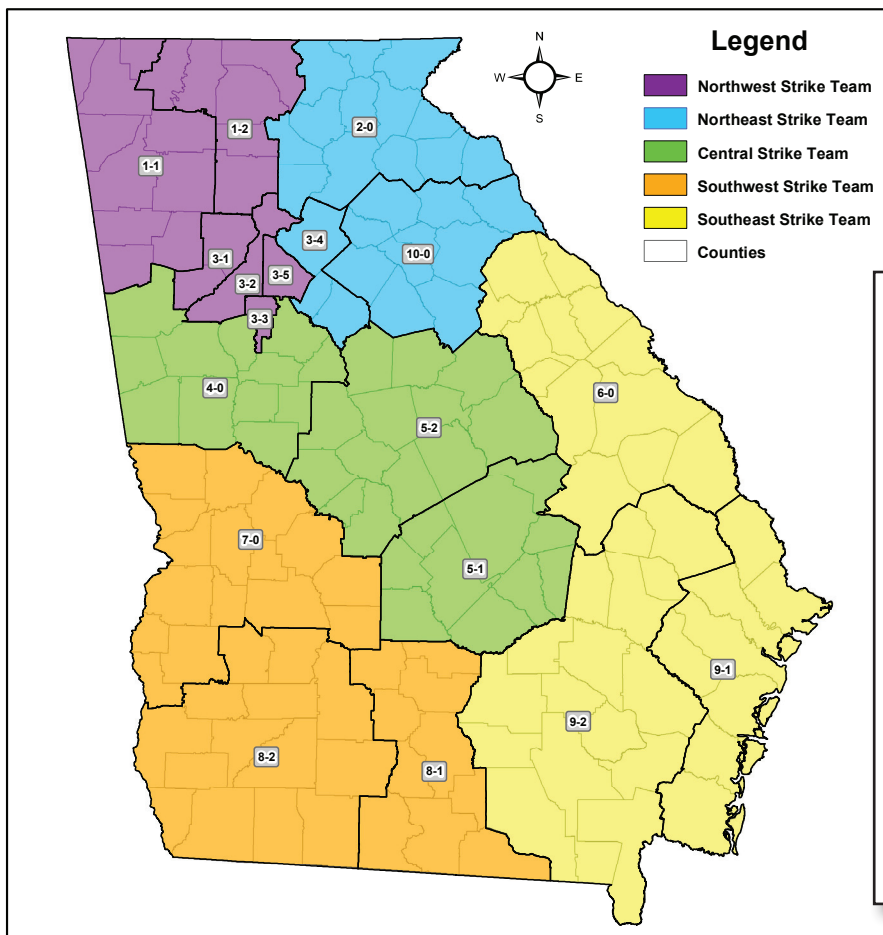 Legend
N
W E
S
Northwest Strike Team
Northeast Strike Team
Central Strike Team
Southwest Strike Team
Southeast Strike Team
Counties
1-2
2-0
1-1
3-4
3-1
10-0
3-5
3-2
3-3
4-0
6-0
5-2
7-0
5-1
9-1
9-2
8-2
8-1